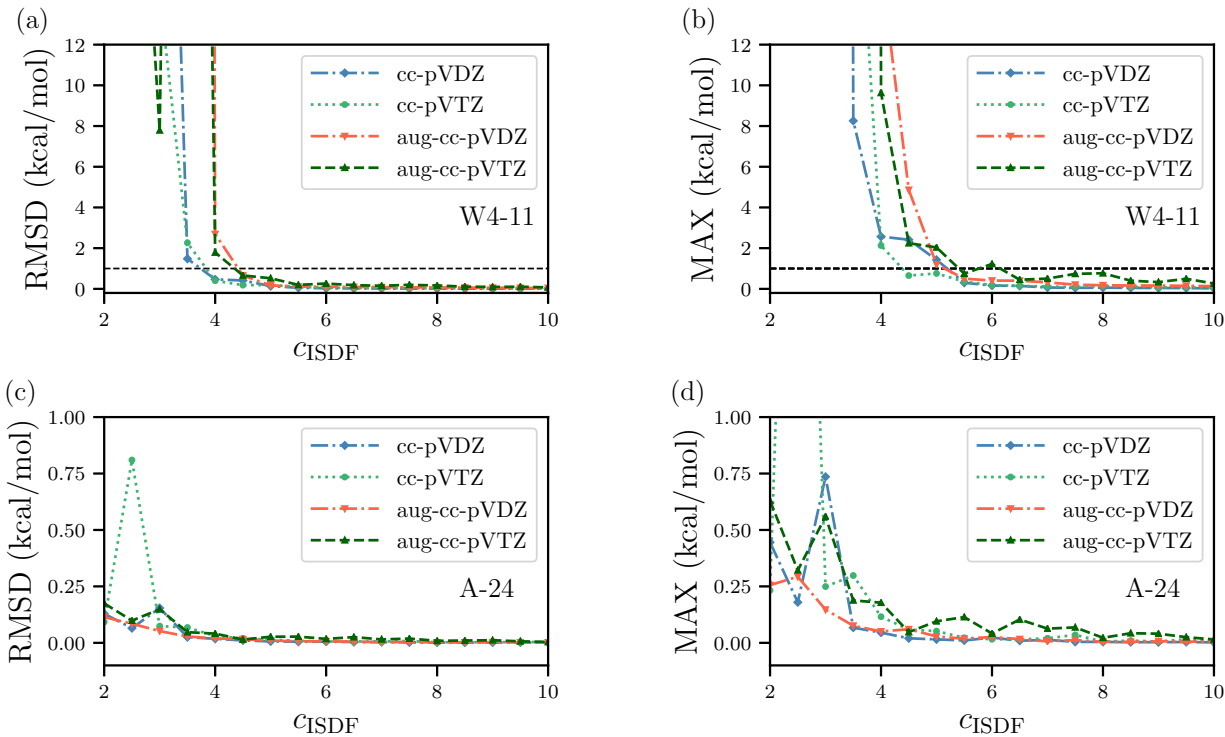 (a)
RMSD (kcal/mol)
12
10
8
6
4
2
0
cc-pVDZ
cc-pVTZ
aug-cc-pVDZ
aug-cc-pVTZ
W4-11
2 4 6 8 10
cISDF
(b)
MAX (kcal/mol)
12
10
8
6
4
2
0
cc-pVDZ
cc-pVTZ
aug-cc-pVDZ
aug-cc-pVTZ
W4-11
2 4 6 8 10
cISDF
(c)
RMSD (kcal/mol)
1.00
0.75
0.50
0.25
0.00
cc-pVDZ
cc-pVTZ
aug-cc-pVDZ
aug-cc-pVTZ
A-24
2 4 6 8 10
cISDF
(d)
MAX (kcal/mol)
1.00
0.75
0.50
0.25
0.00
cc-pVDZ
cc-pVTZ
aug-cc-pVDZ
aug-cc-pVTZ
A-24
2 4 6 8 10
cISDF